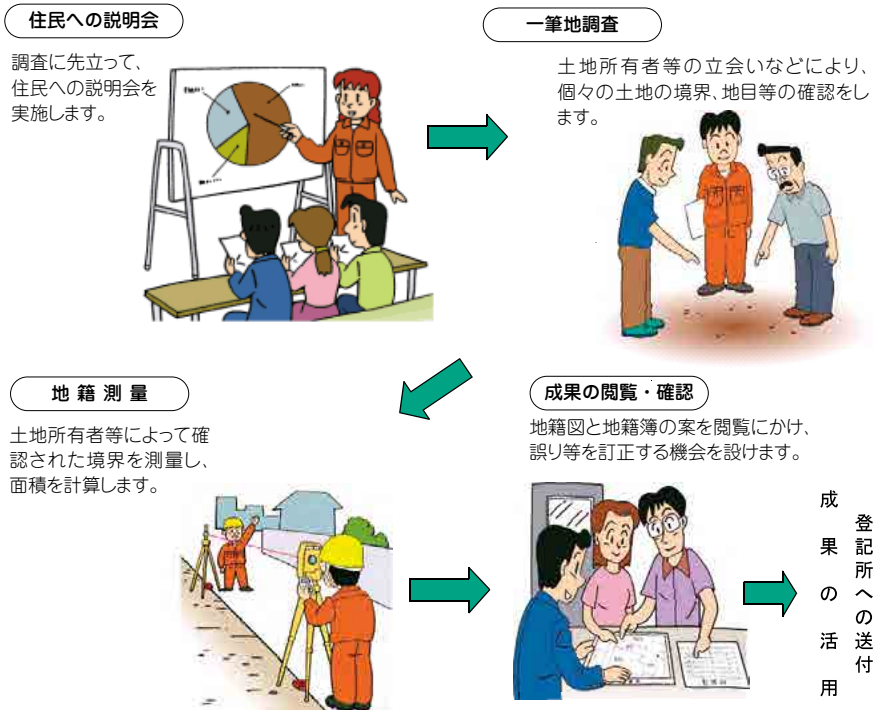 住民への説明会
調査に先立って、
住民への説明会を
実施します。
一筆地調査
土地所有者等の立会いなどにより、
個々の土地の境界、地目等の確認をし
ます。
地籍測量
土地所有者等によって確
認された境界を測量し、
面積を計算します。
成果の閲覧・確認
地籍図と地籍簿の案を閲覧にかけ、
誤り等を訂正する機会を設けます。
登記所への送付
成果の活用